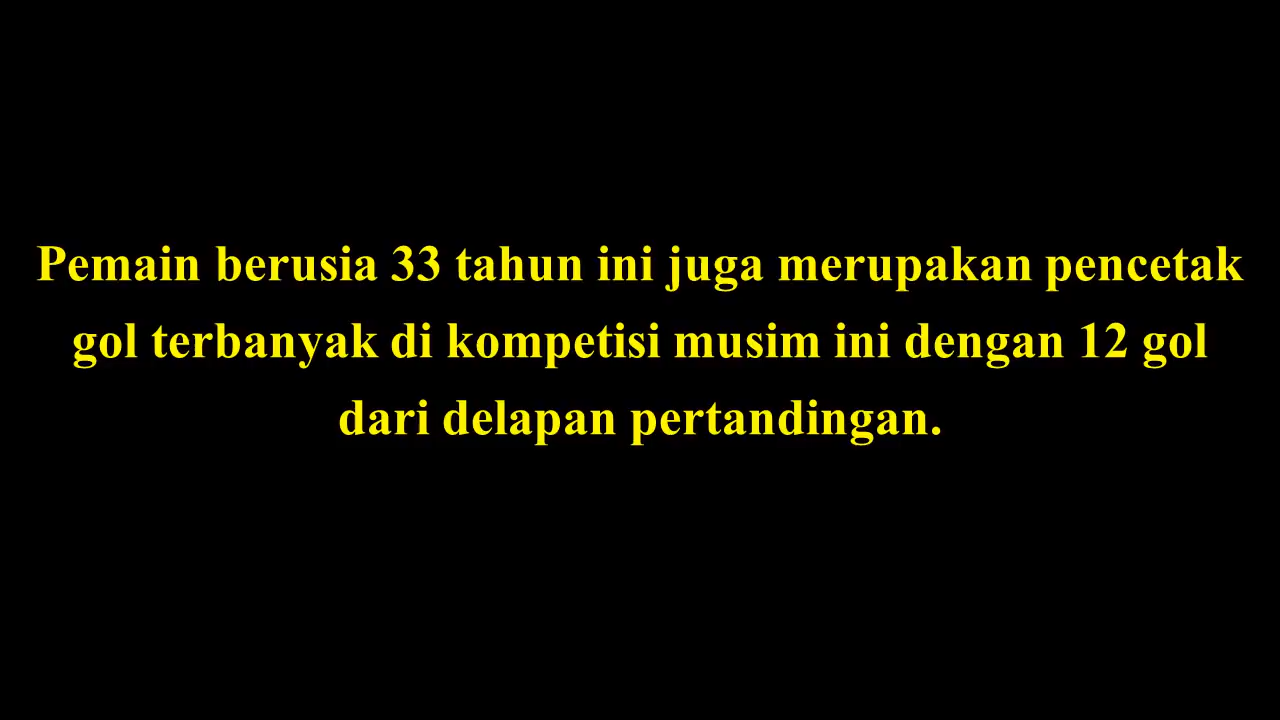 Pemain berusia 33 tahun ini juga merupakan pencetak
gol terbanyak di kompetisi musim ini dengan 12 gol
dari delapan pertandingan.